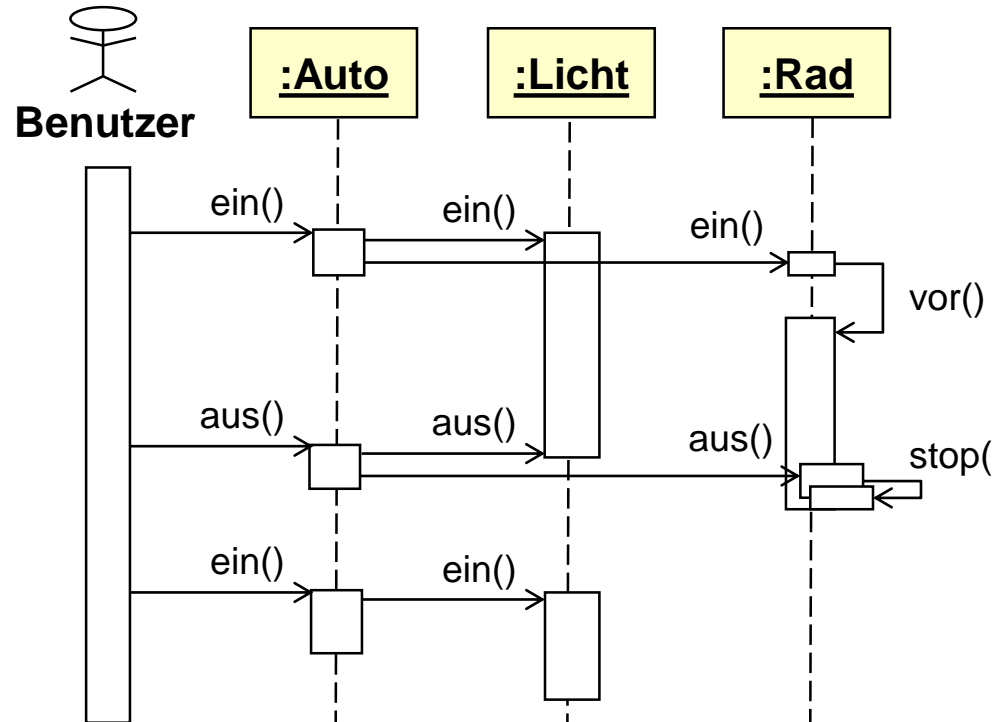 :Auto
:Licht
:Rad
Benutzer
ein()
ein()
ein()
vor()
aus()
aus()
aus()
stop(
ein()
ein()